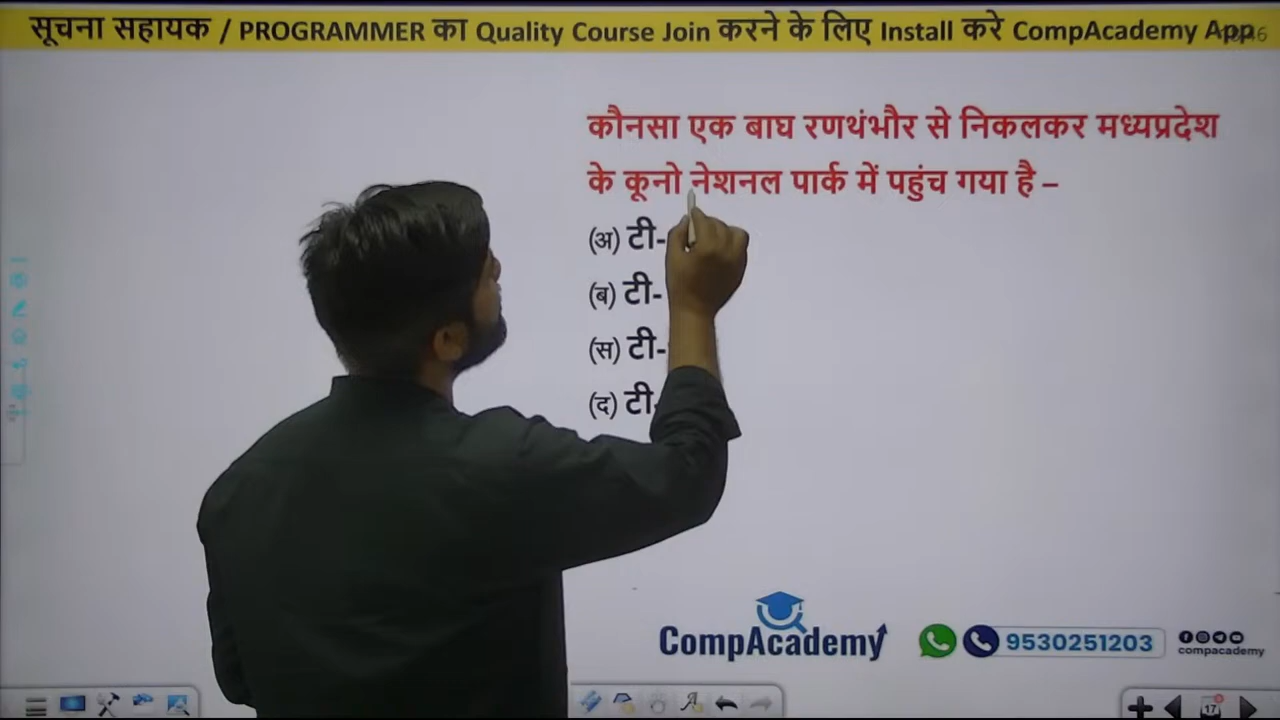 सूचना सहायक / PROGRAMMER का Quality Course Join करने के लिए Install करे CompAcademy App
कौनसा एक बाघ रणथंभौर से निकलकर मध्यप्रदेश
के कूनो नेशनल पार्क में पहुंच गया है –
(अ) टी-
(ब) टी-
(स) टी-
(द) टी-
CompAcademy
9530251203
compacademy
17